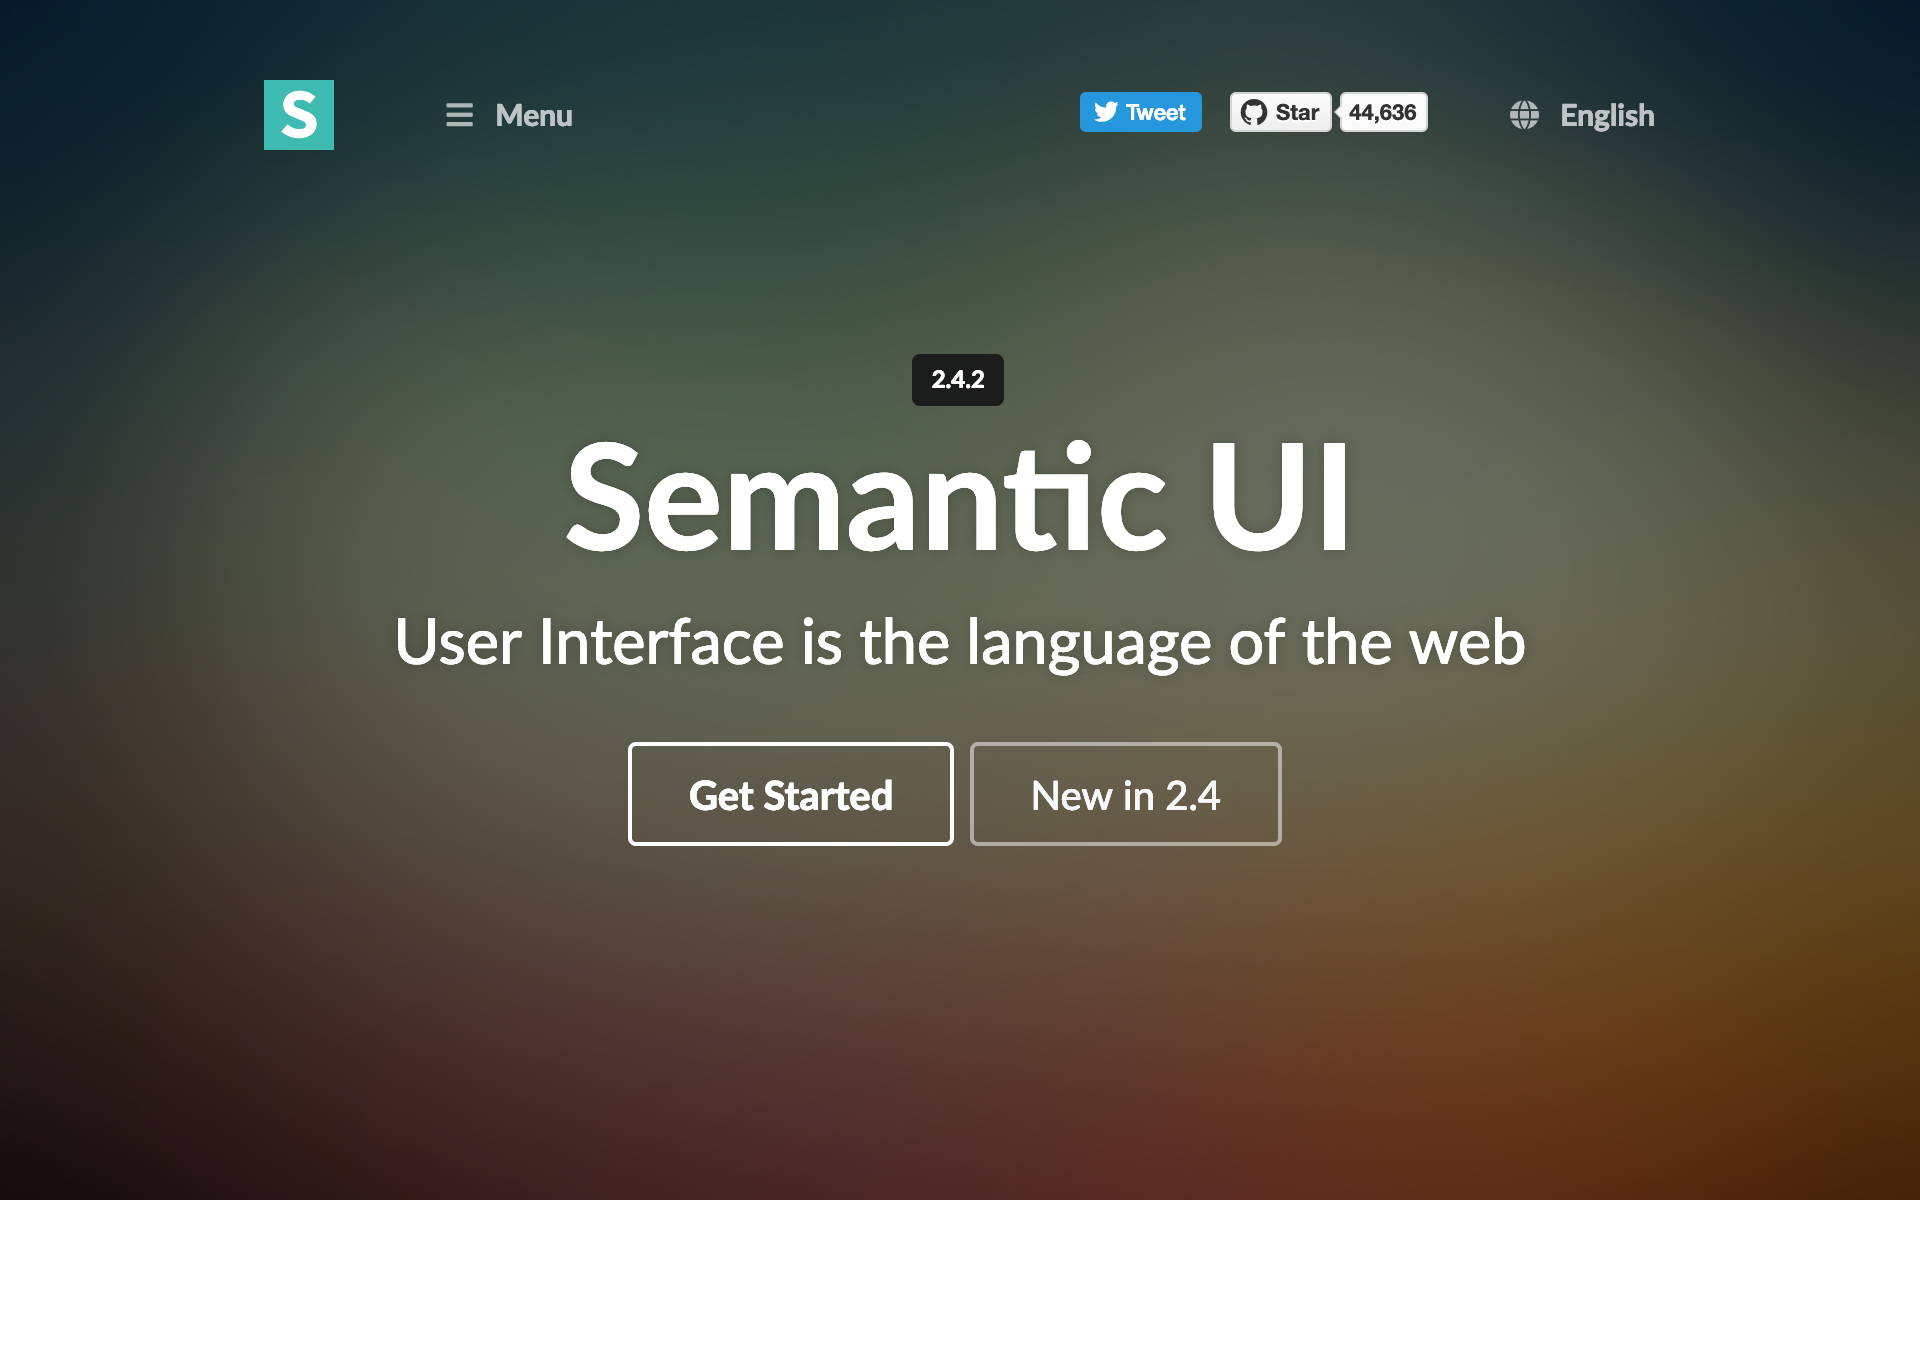 S
Menu
Tweet
Star
44,636
English
2.4.2
Semantic UI
User Interface is the language of the web
Get Started
New in 2.4